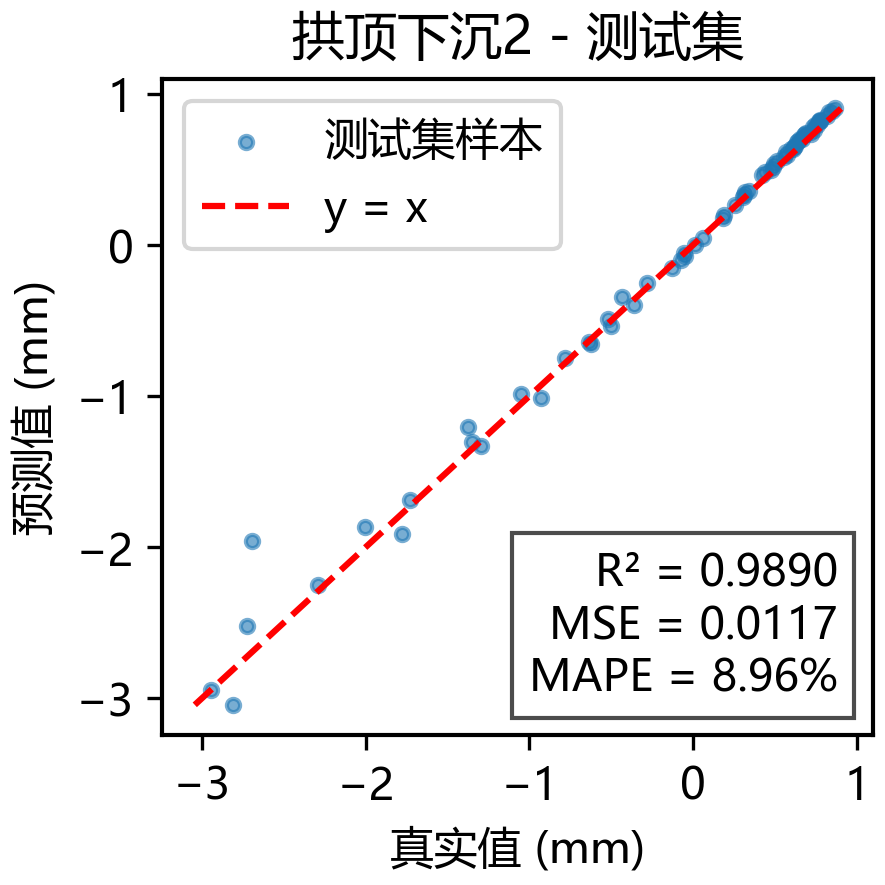 拱顶下沉2 - 测试集
测试集样本
y = x
1
0
−1
−2
−3
预测值 (mm)
R² = 0.9890
MSE = 0.0117
MAPE = 8.96%
−3
−2
−1
0
1
真实值 (mm)